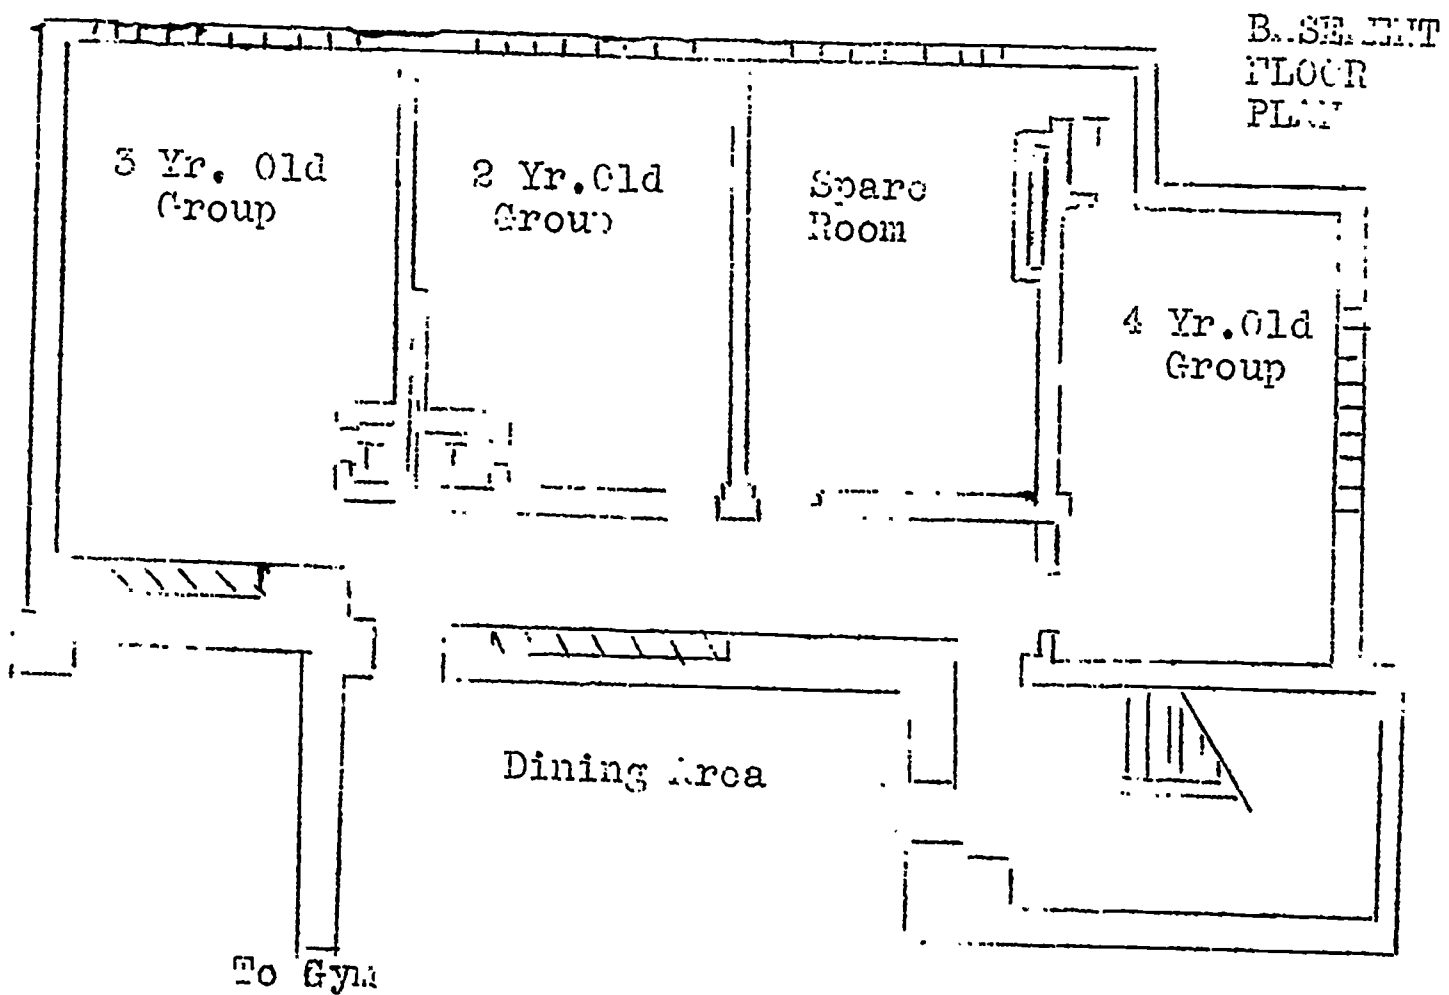 BASEMENT
FLOOR
PLAN
3 Yr. Old
Group
2 Yr.Old
Group
Spare
Room
4 Yr.Old
Group
Dining Area
To Gym